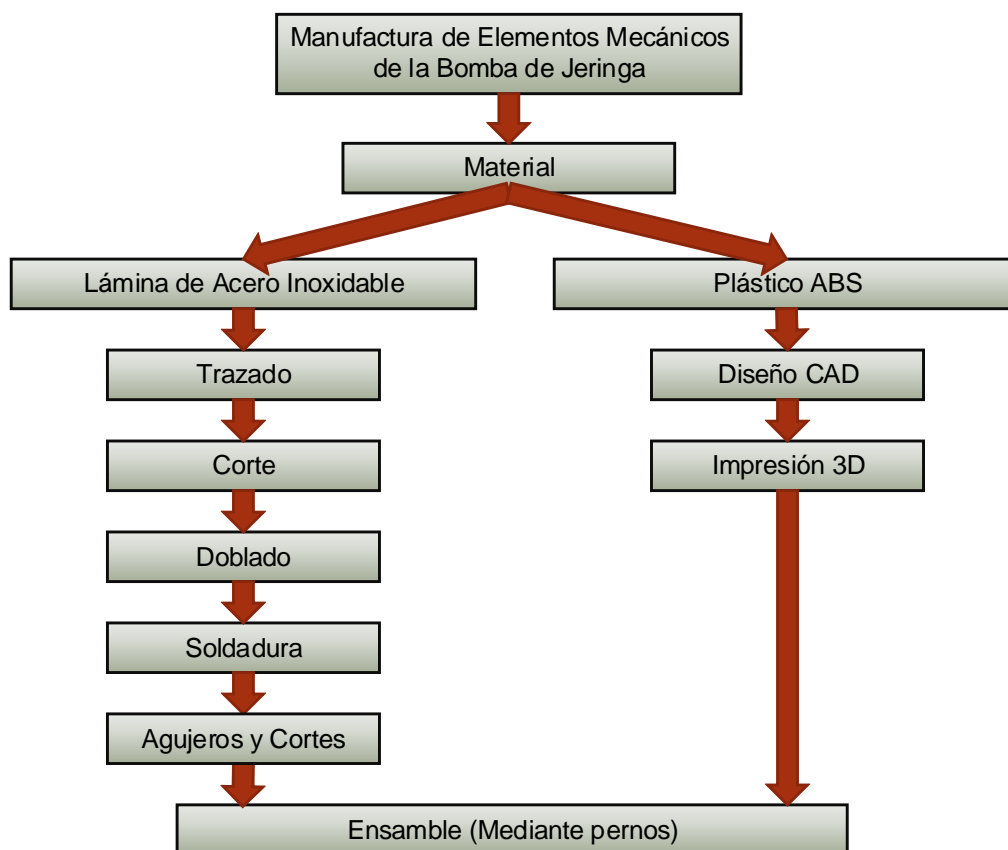 Manufactura de Elementos Mecánicos
de la Bomba de Jeringa
Material
Lámina de Acero Inoxidable
Plástico ABS
Trazado
Diseño CAD
Corte
Impresión 3D
Doblado
Soldadura
Agujeros y Cortes
Ensamble (Mediante pernos)